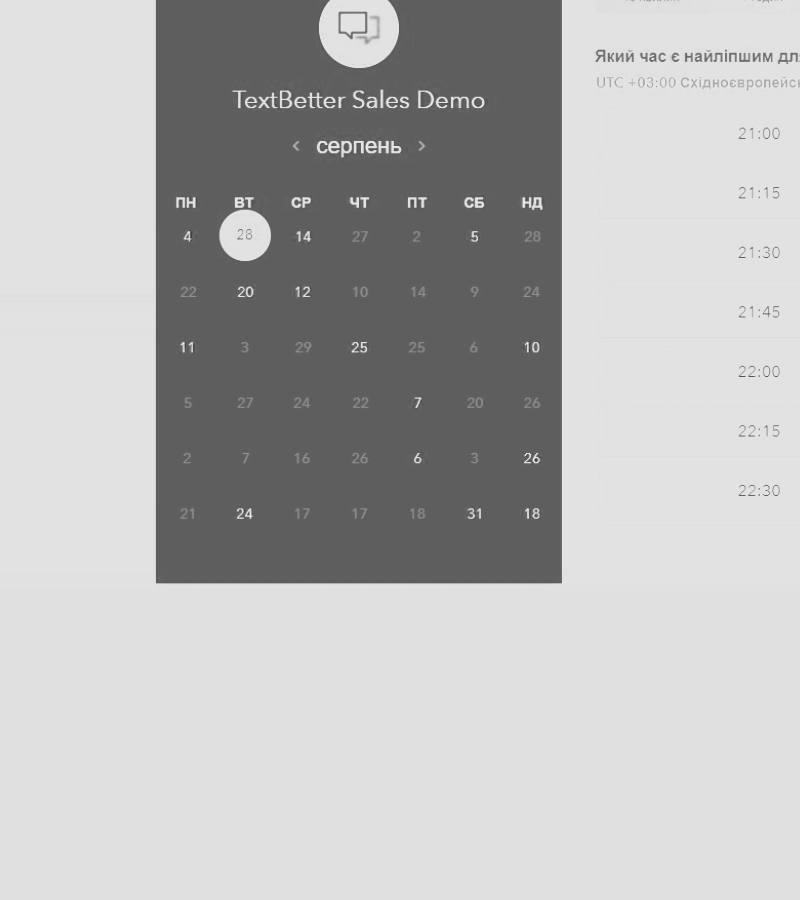 TextBetter Sales Demo
серпень
ПН ВТ СР ЧТ ПТ СБ НД
4 28 14 27 2 5 28
22 20 12 10 14 9 24
11 3 29 25 25 6 10
5 27 24 22 7 20 26
2 7 16 26 6 3 26
21 24 17 17 18 31 18
Який час є найліпшим дл
UTC +03:00 Східноєвропейсь
21:00
21:15
21:30
21:45
22:00
22:15
22:30